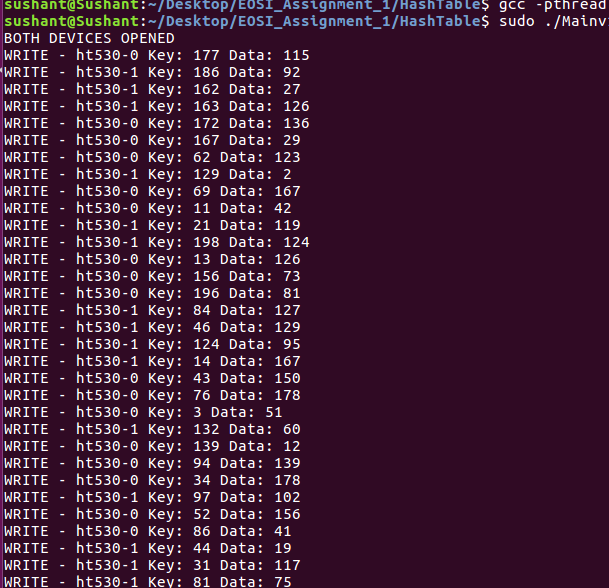 sushant@Sushant:~/Desktop/EOSI_Assignment_1/HashTable$ gcc -pthread
sushant@Sushant:~/Desktop/EOSI_Assignment_1/HashTable$ sudo ./Mainv
BOTH DEVICES OPENED
WRITE - ht530-0 Key: 177 Data: 115
WRITE - ht530-1 Key: 186 Data: 92
WRITE - ht530-1 Key: 162 Data: 27
WRITE - ht530-1 Key: 163 Data: 126
WRITE - ht530-0 Key: 172 Data: 136
WRITE - ht530-0 Key: 167 Data: 29
WRITE - ht530-0 Key: 62 Data: 123
WRITE - ht530-1 Key: 129 Data: 2
WRITE - ht530-0 Key: 69 Data: 167
WRITE - ht530-0 Key: 11 Data: 42
WRITE - ht530-1 Key: 21 Data: 119
WRITE - ht530-1 Key: 198 Data: 124
WRITE - ht530-0 Key: 13 Data: 126
WRITE - ht530-0 Key: 156 Data: 73
WRITE - ht530-0 Key: 196 Data: 81
WRITE - ht530-1 Key: 84 Data: 127
WRITE - ht530-1 Key: 46 Data: 129
WRITE - ht530-1 Key: 124 Data: 95
WRITE - ht530-1 Key: 14 Data: 167
WRITE - ht530-0 Key: 43 Data: 150
WRITE - ht530-0 Key: 76 Data: 178
WRITE - ht530-0 Key: 3 Data: 51
WRITE - ht530-1 Key: 132 Data: 60
WRITE - ht530-0 Key: 139 Data: 12
WRITE - ht530-0 Key: 94 Data: 139
WRITE - ht530-0 Key: 34 Data: 178
WRITE - ht530-1 Key: 97 Data: 102
WRITE - ht530-0 Key: 52 Data: 156
WRITE - ht530-0 Key: 86 Data: 41
WRITE - ht530-1 Key: 44 Data: 19
WRITE - ht530-1 Key: 31 Data: 117
WRITE - ht530-1 Key: 81 Data: 75